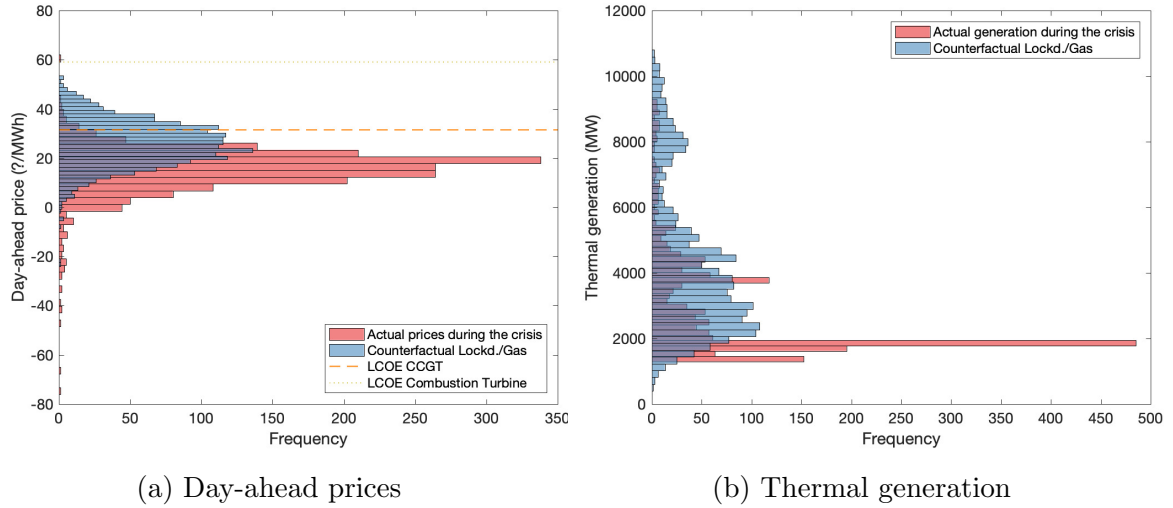 80
60
40
20
0
-20
-40
-60
-80
Day-ahead price (?/MWh)
0 50 100 150 200 250 300 350
Frequency
Actual prices during the crisis
Counterfactual Lockd./Gas
LCOE CCGT
LCOE Combustion Turbine
(a) Day-ahead prices
12000
10000
8000
6000
4000
2000
0
Thermal generation (MW)
0 50 100 150 200 250 300 350 400 450 500
Frequency
Actual generation during the crisis
Counterfactual Lockd./Gas
(b) Thermal generation